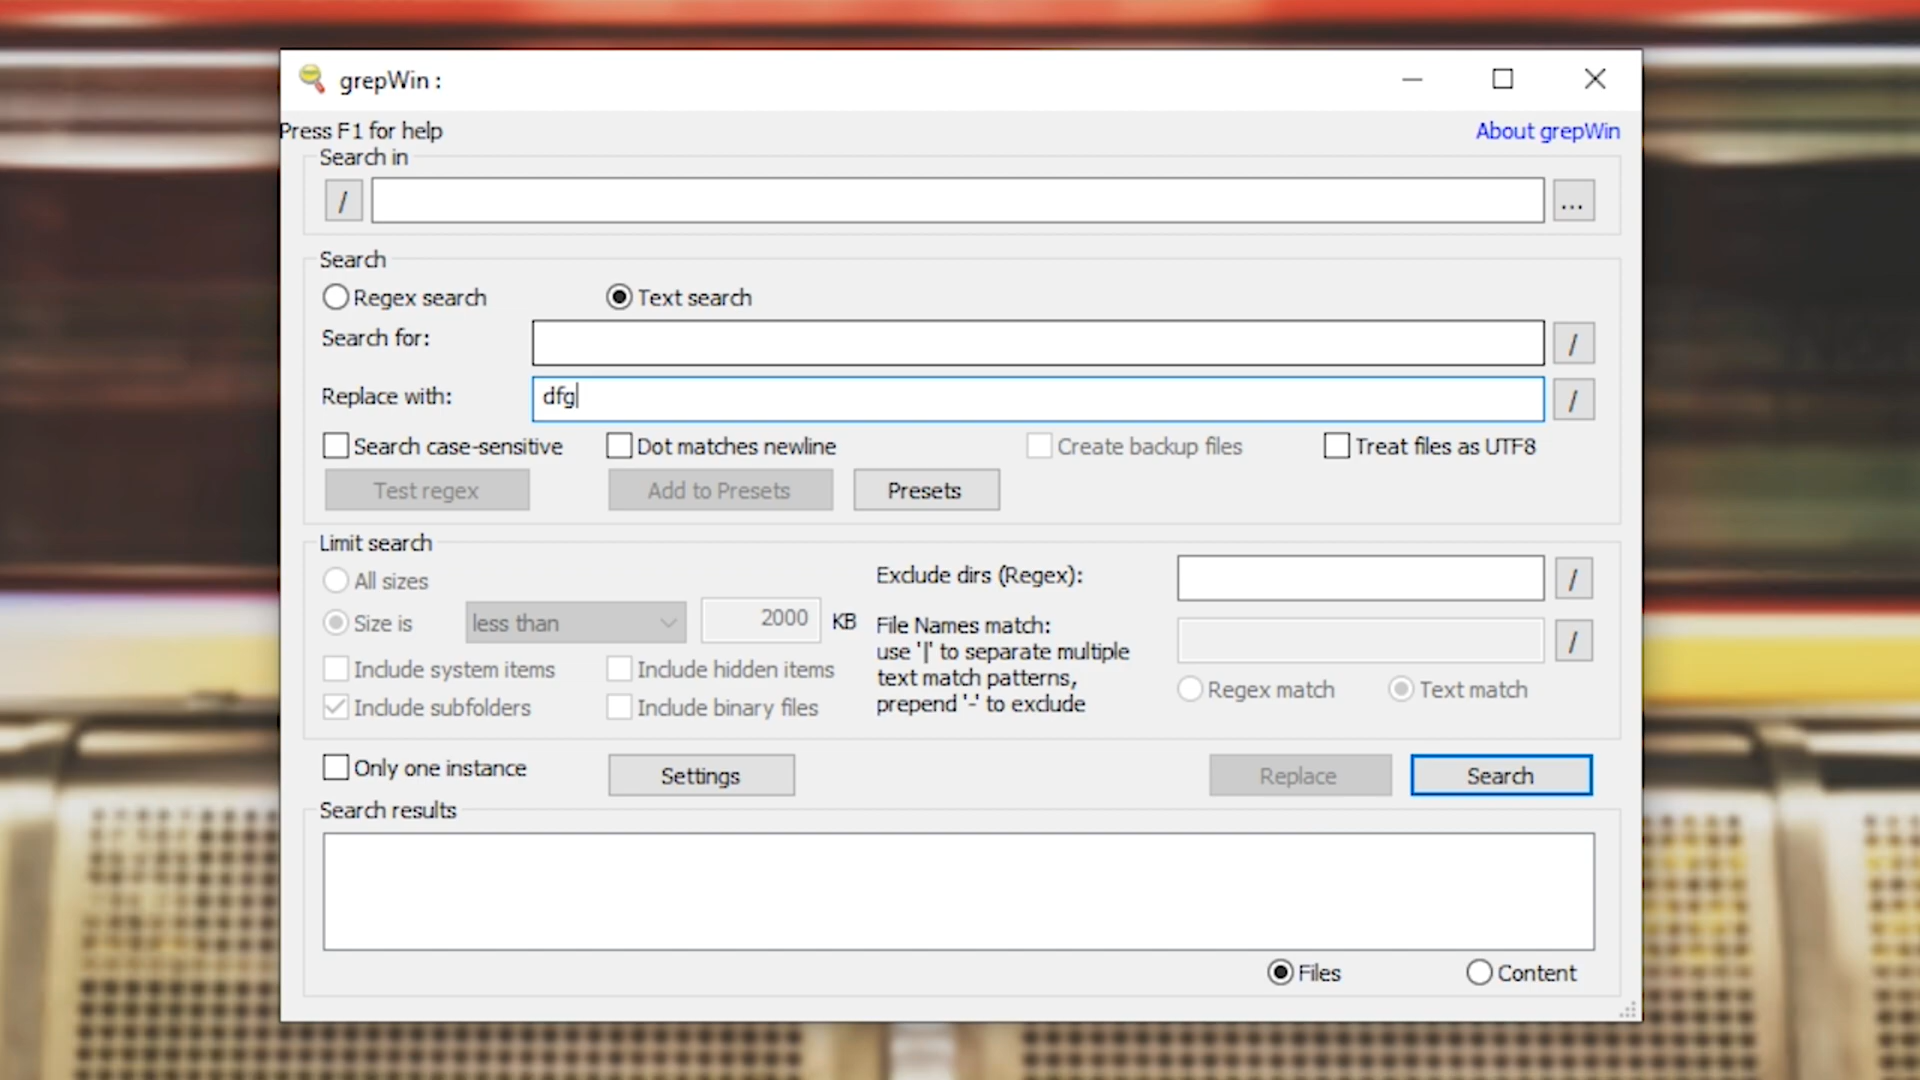 grepWin :
Press F1 for help
About grepWin
Search in
/
...
Search
Regex search
Text search
Search for:
/
Replace with:
dfg
/
Search case-sensitive
Dot matches newline
Create backup files
Treat files as UTF8
Test regex
Add to Presets
Presets
Limit search
All sizes
Size is
less than
2000
KB
Include system items
Include hidden items
Include subfolders
Include binary files
Exclude dirs (Regex):
/
File Names match:
use '|' to separate multiple
text match patterns,
prepend '-' to exclude
/
Regex match
Text match
Only one instance
Settings
Replace
Search
Search results
Files
Content